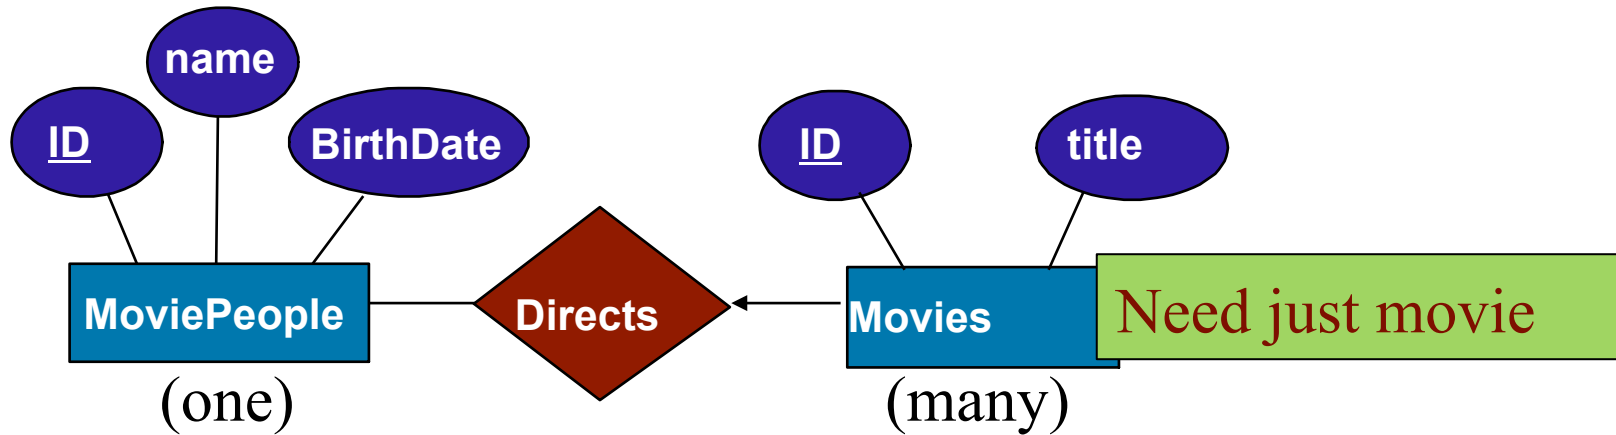 name
ID
BirthDate
ID
title
MoviePeople
Directs
Movies
Need just movie
(one)
(many)